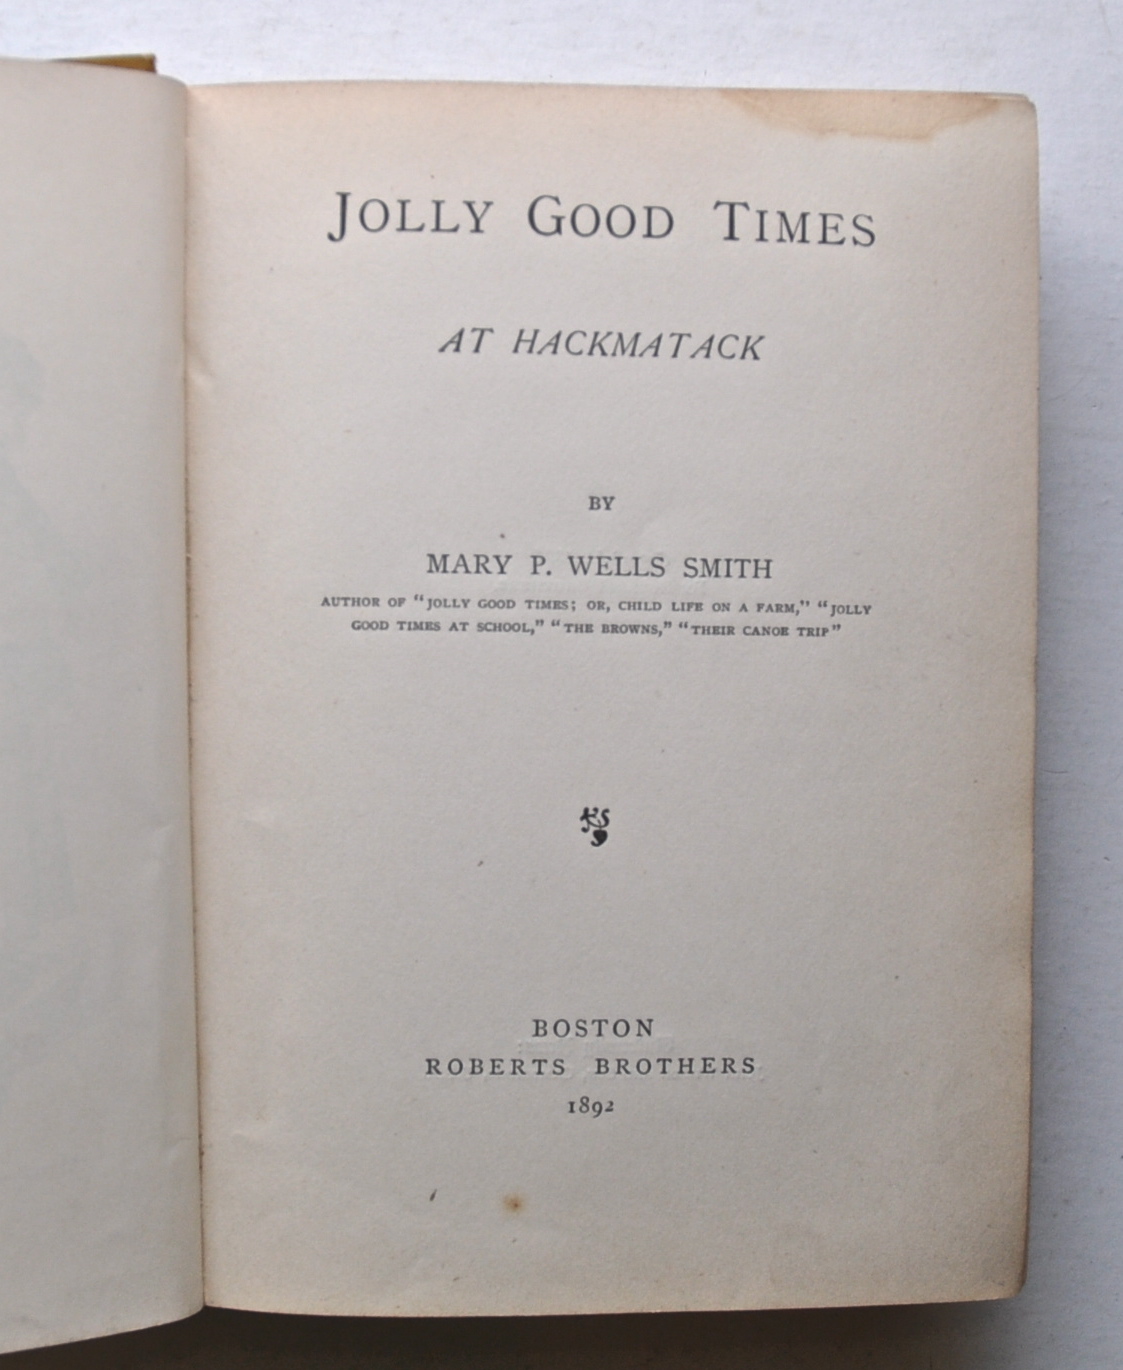 JOLLY GOOD TIMES
AT HACKMATACK
BY
MARY P. WELLS SMITH
AUTHOR OF “JOLLY GOOD TIMES; OR, CHILD LIFE ON A FARM,” “JOLLY
GOOD TIMES AT SCHOOL,” “THE BROWNS,” “THEIR CANOE TRIP”
BOSTON
ROBERTS BROTHERS
1892